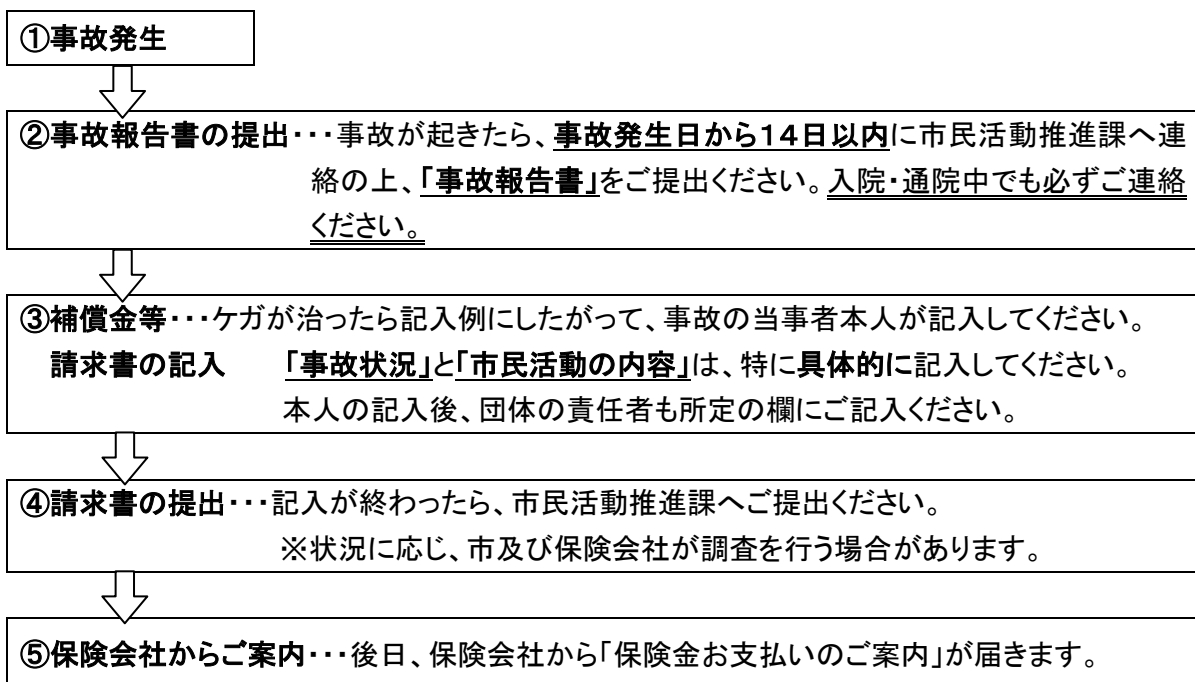 ①事故発生
②事故報告書の提出・・・事故が起きたら、事故発生日から14日以内に市民活動推進課へ連
絡の上、「事故報告書」をご提出ください。入院・通院中でも必ずご連絡
ください。
③補償金等・・・ケガが治ったら記入例にしたがって、事故の当事者本人が記入してください。
請求書の記入 「事故状況」と「市民活動の内容」は、特に具体的に記入してください。
本人の記入後、団体の責任者も所定の欄にご記入ください。
④請求書の提出・・・記入が終わったら、市民活動推進課へご提出ください。
※状況に応じ、市及び保険会社が調査を行う場合があります。
⑤保険会社からご案内・・・後日、保険会社から「保険金お支払いのご案内」が届きます。